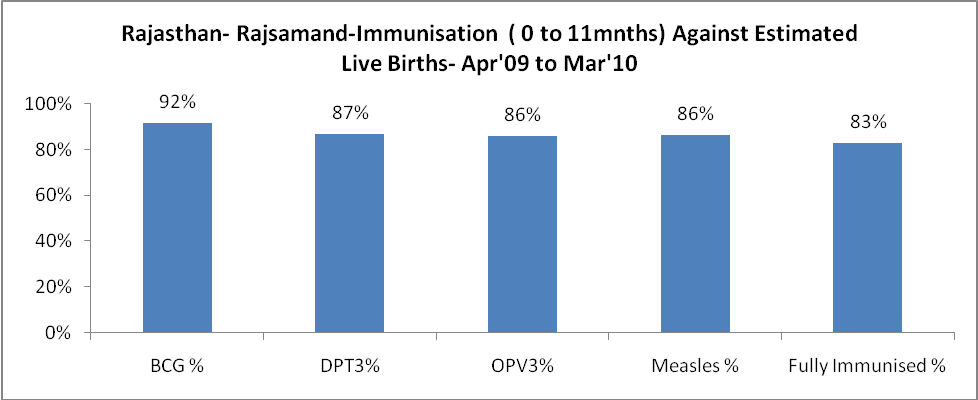 Rajasthan- Rajsamand-Immunisation ( 0 to 11mnths) Against Estimated
Live Births- Apr'09 to Mar'10
92%
87%
86%
86%
83%
100%
80%
60%
40%
20%
0%
BCG %
DPT3%
OPV3%
Measles %
Fully Immunised %